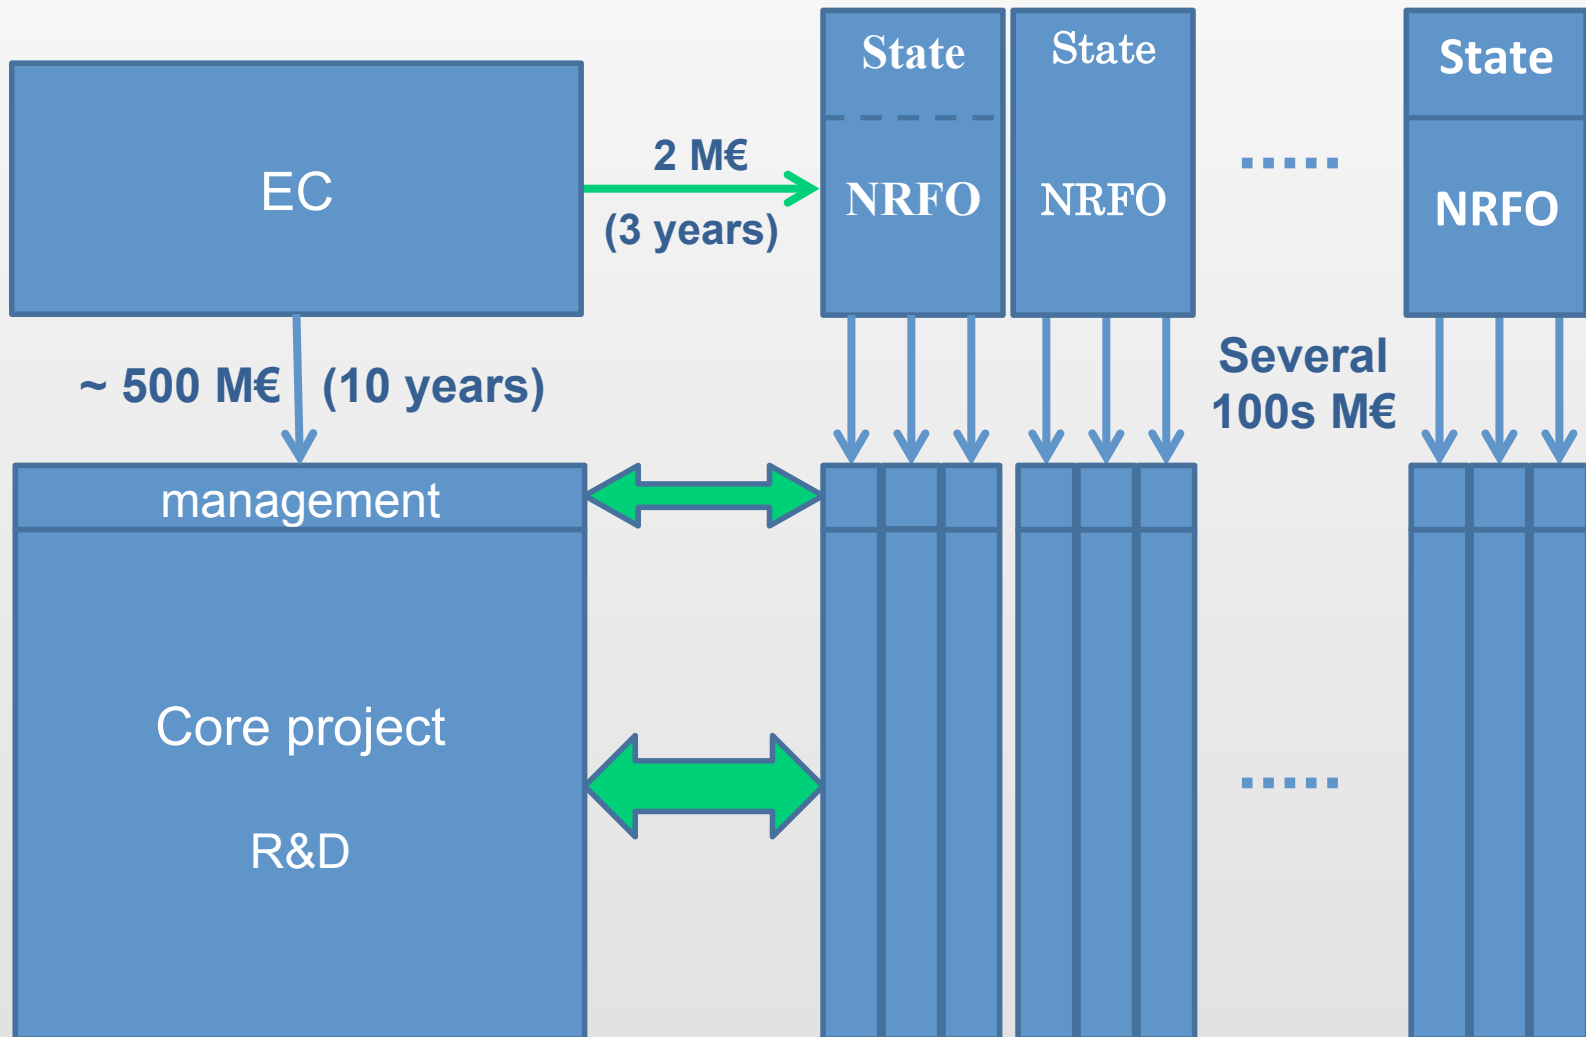 State
State
State
2 M€
EC
NRFO
NRFO
.....
NRFO
(3 years)
~ 500 M€ (10 years)
Several
100s M€
management
Core project
.....
R&D